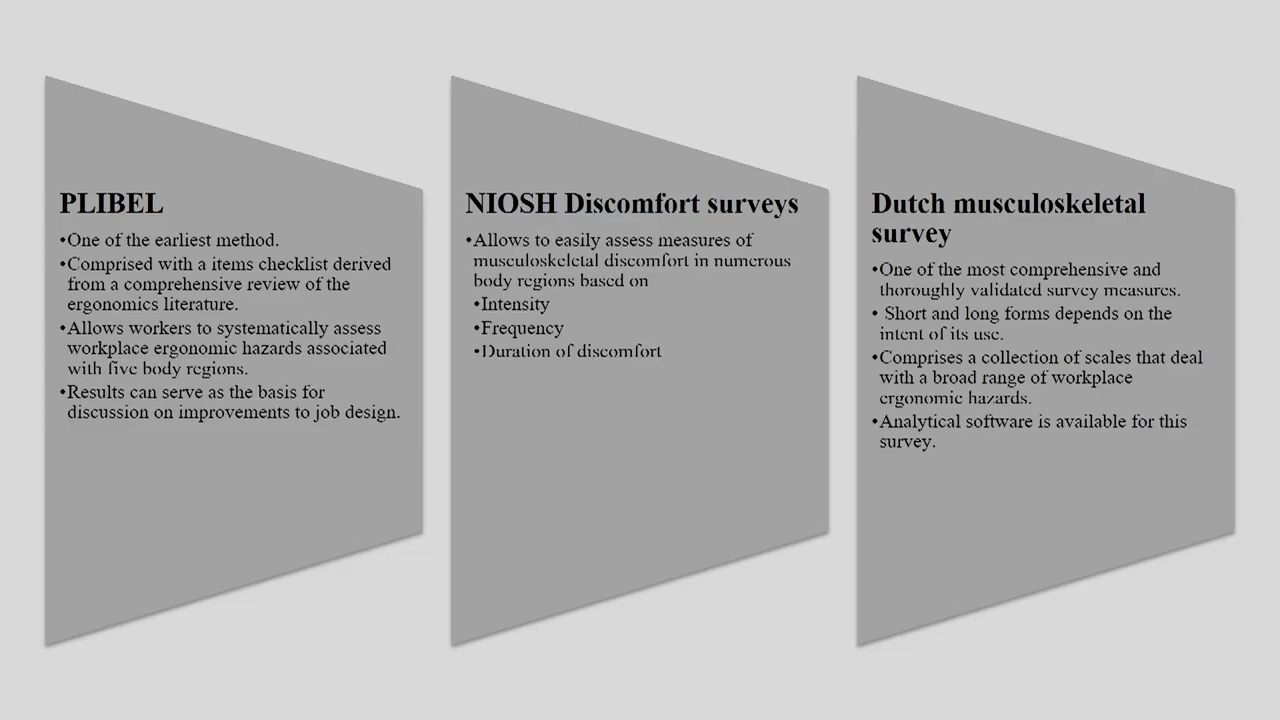 PLIBEL
•One of the earliest method.
•Comprised with a items checklist derived
from a comprehensive review of the
ergonomics literature.
•Allows workers to systematically assess
workplace ergonomic hazards associated
with five body regions.
•Results can serve as the basis for
discussion on improvements to job design.
NIOSH Discomfort surveys
•Allows to easily assess measures of
musculoskeletal discomfort in numerous
body regions based on
•Intensity
•Frequency
•Duration of discomfort
Dutch musculoskeletal
survey
•One of the most comprehensive and
thoroughly validated survey measures.
• Short and long forms depends on the
intent of its use.
•Comprises a collection of scales that deal
with a broad range of workplace
ergonomic hazards.
•Analytical software is available for this
survey.